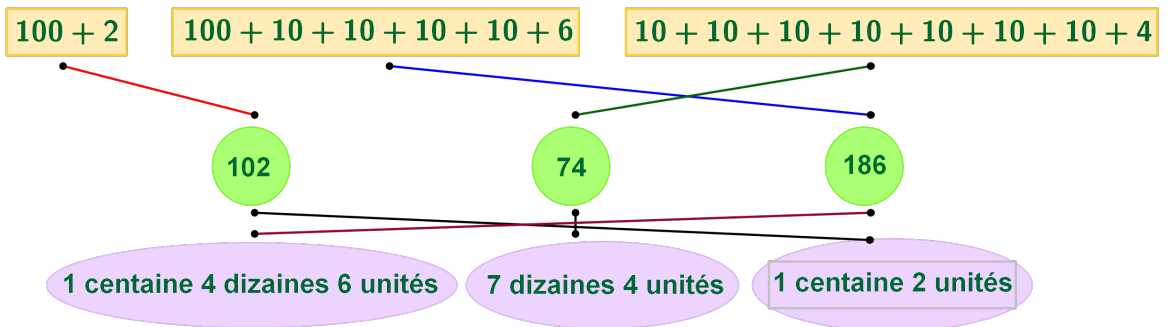 100 + 2
100 + 10 + 10 + 10 + 10 + 6
10 + 10 + 10 + 10 + 10 + 10 + 10 + 4
102
74
186
1 centaine 4 dizaines 6 unités
7 dizaines 4 unités
1 centaine 2 unités